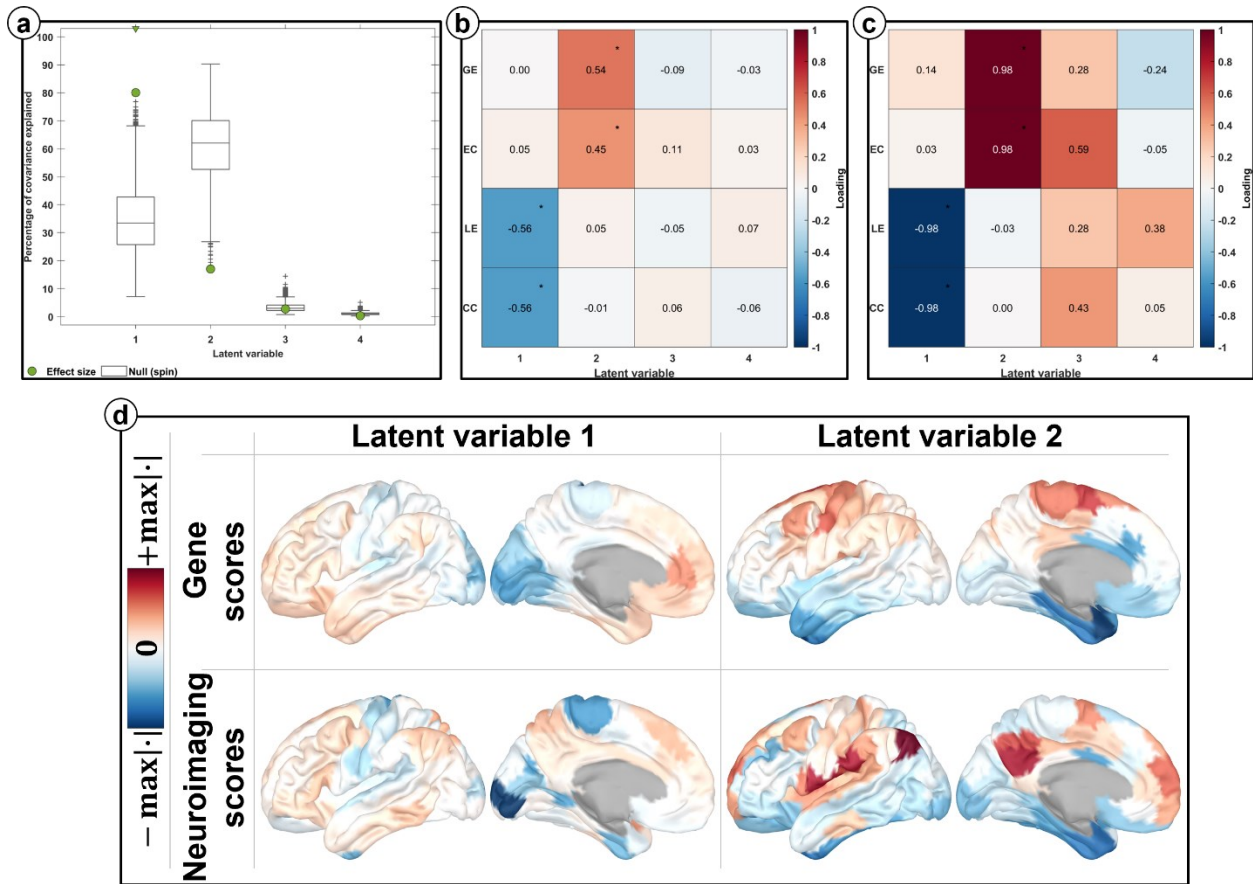 a
Percentage of covariance explained
100
90
80
70
60
50
40
30
20
10
0
1 2 3 4
Latent variable
Effect size Null (spin)
b
GE 0.00 0.54 * -0.09 -0.03
EC 0.05 0.45 * 0.11 0.03
LE -0.56 * 0.05 -0.05 0.07
CC -0.56 * -0.01 0.06 -0.06
1 2 3 4
Latent variable
1
0.8
0.6
0.4
0.2
0
-0.2
-0.4
-0.6
-0.8
-1
Loading
c
GE 0.14 0.98 * 0.28 -0.24
EC 0.03 0.98 * 0.59 -0.05
LE -0.98 * -0.03 0.28 0.38
CC -0.98 * 0.00 0.43 0.05
1 2 3 4
Latent variable
1
0.8
0.6
0.4
0.2
0
-0.2
-0.4
-0.6
-0.8
-1
Loading
d
Latent variable 1 Latent variable 2
− max|·| 0 +max|·|
Gene
scores
Neuroimaging
scores